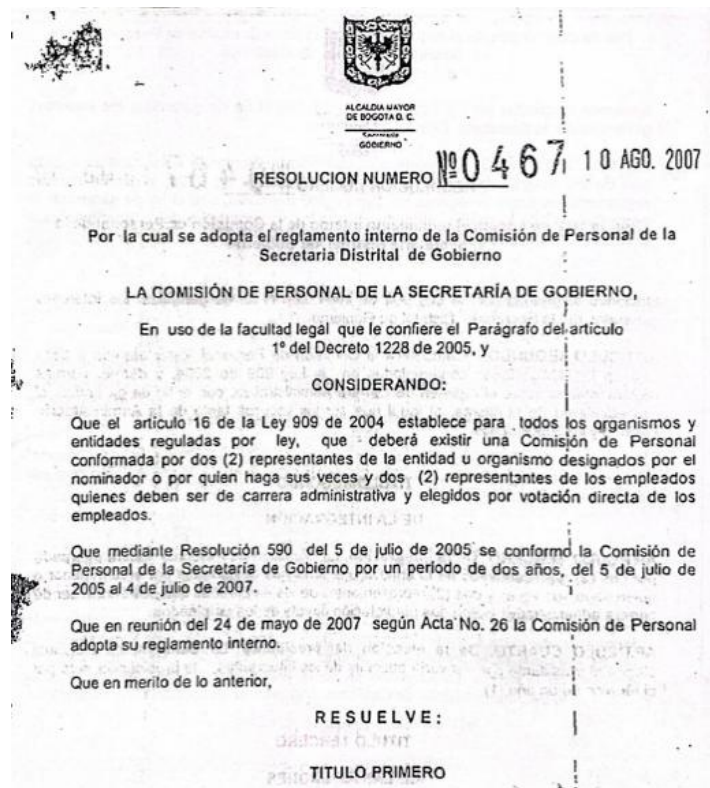 ALCALDIA MAYOR
DE BOGOTA D. C.
GOBIERNO
RESOLUCION NUMERO Nº 0467 10 AGO. 2007
Por la cual se adopta el reglamento interno de la Comisión de Personal de la
Secretaria Distrital de Gobierno
LA COMISIÓN DE PERSONAL DE LA SECRETARÍA DE GOBIERNO,
En uso de la facultad legal que le confiere el Parágrafo del artículo
1º del Decreto 1228 de 2005, y
CONSIDERANDO:
Que el artículo 16 de la Ley 909 de 2004 establece para todos los organismos y
entidades reguladas por ley, que deberá existir una Comisión de Personal
conformada por dos (2) representantes de la entidad u organismo designados por el
nominador o por quien haga sus veces y dos (2) representantes de los empleados
quienes deben ser de carrera administrativa y elegidos por votación directa de los
empleados.
Que mediante Resolución 590 del 5 de julio de 2005 se conformó la Comisión de
Personal de la Secretaría de Gobierno por un periodo de dos años, del 5 de julio de
2005 al 4 de julio de 2007.
Que en reunión del 24 de mayo de 2007 según Acta No. 26 la Comisión de Personal
adopta su reglamento interno.
Que en merito de lo anterior,
RESUELVE:
TITULO PRIMERO